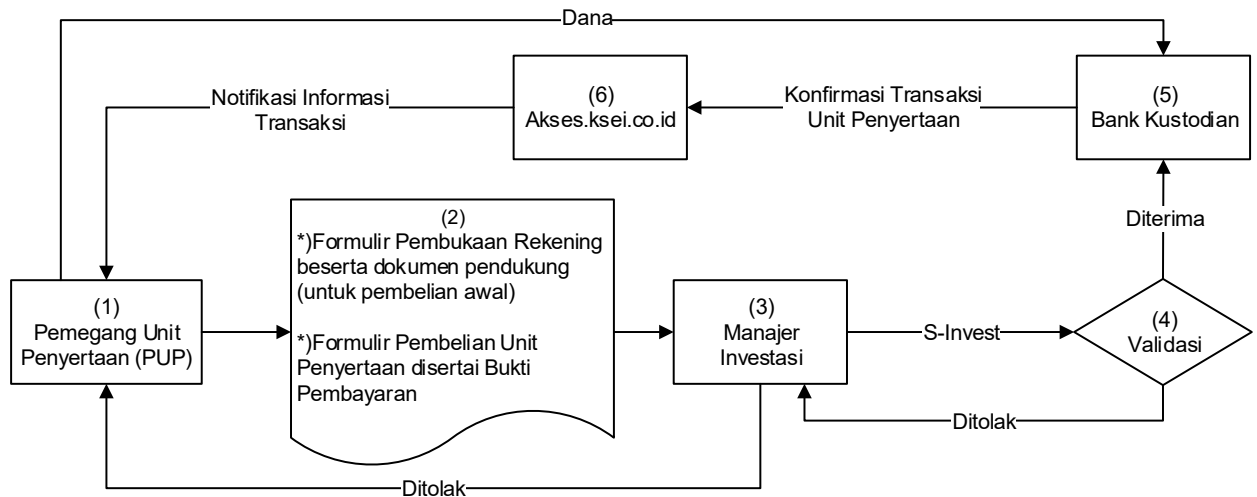 Dana
(6)
Akses.ksei.co.id
(5)
Bank Kustodian
Notifikasi Informasi
Transaksi
Konfirmasi Transaksi
Unit Penyertaan
(2)
*)Formulir Pembukaan Rekening
beserta dokumen pendukung
(untuk pembelian awal)
*)Formulir Pembelian Unit
Penyertaan disertai Bukti
Pembayaran
Diterima
(1)
Pemegang Unit
Penyertaan (PUP)
(3)
Manajer
Investasi
S-Invest
(4)
Validasi
Ditolak
Ditolak